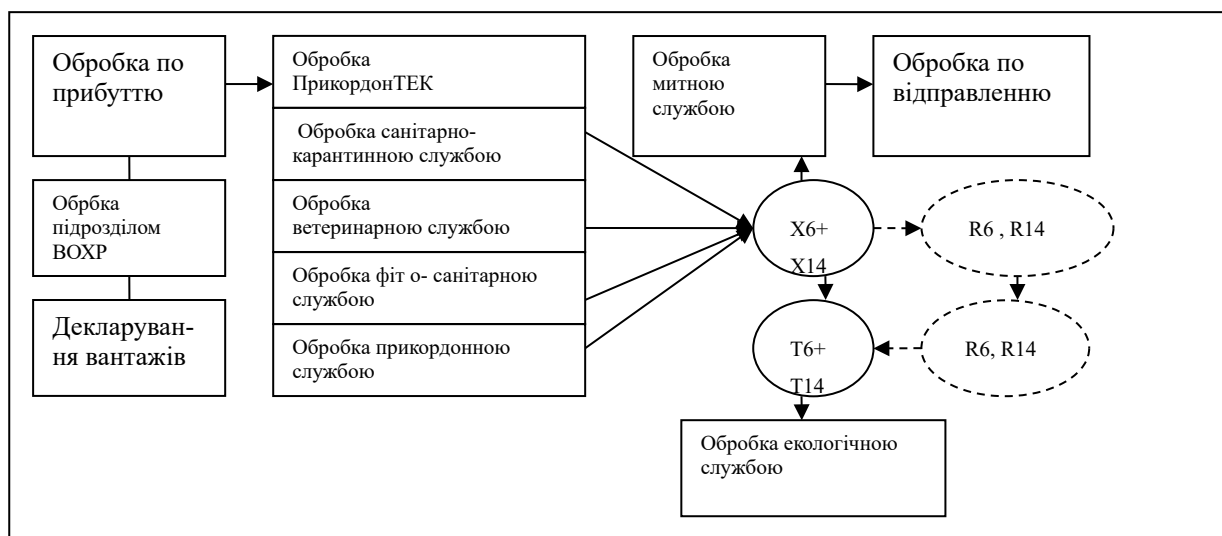 Обробка по
прибуттю
Обрбка
підрозділом
ВОХР
Декларуван-
ня вантажів
Обробка
ПрикордонТЕК
Обробка санітарно-
карантинною службою
Обробка
ветеринарною службою
Обробка фіт о- санітарною
службою
Обробка прикордонною
службою
Обробка
митною
службою
Обробка по
відправленню
X6+
X14
R6 , R14
T6+
T14
R6, R14
Обробка екологічною
службою